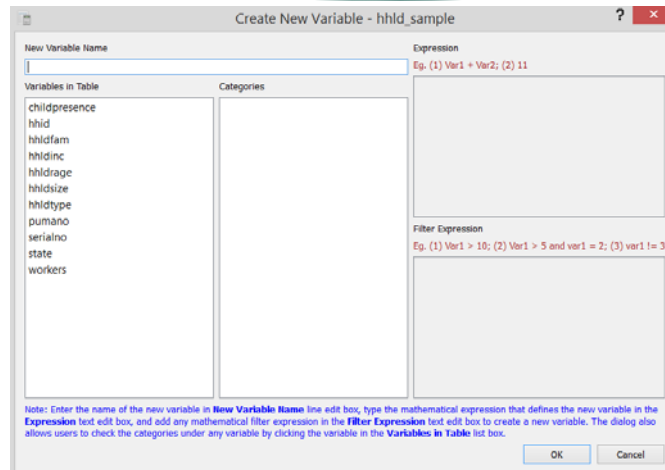 Create New Variable - hhld_sample
?
×
New Variable Name
Expression
Eg. (1) Var1 + Var2; (2) 11
Variables in Table
Categories
childpresence
hhid
hhldfam
hhldinc
hhldrage
hhldsize
hhldtype
pumano
serialno
state
workers
Filter Expression
Eg. (1) Var1 > 10; (2) Var1 > 5 and var1 = 2; (3) var1 != 3
Note: Enter the name of the new variable in New Variable Name line edit box, type the mathematical expression that defines the new variable in the
Expression text edit box, and add any mathematical filter expression in the Filter Expression text edit box to create a new variable. The dialog also
allows users to check the categories under any variable by clicking the variable in the Variables in Table list box.
OK
Cancel